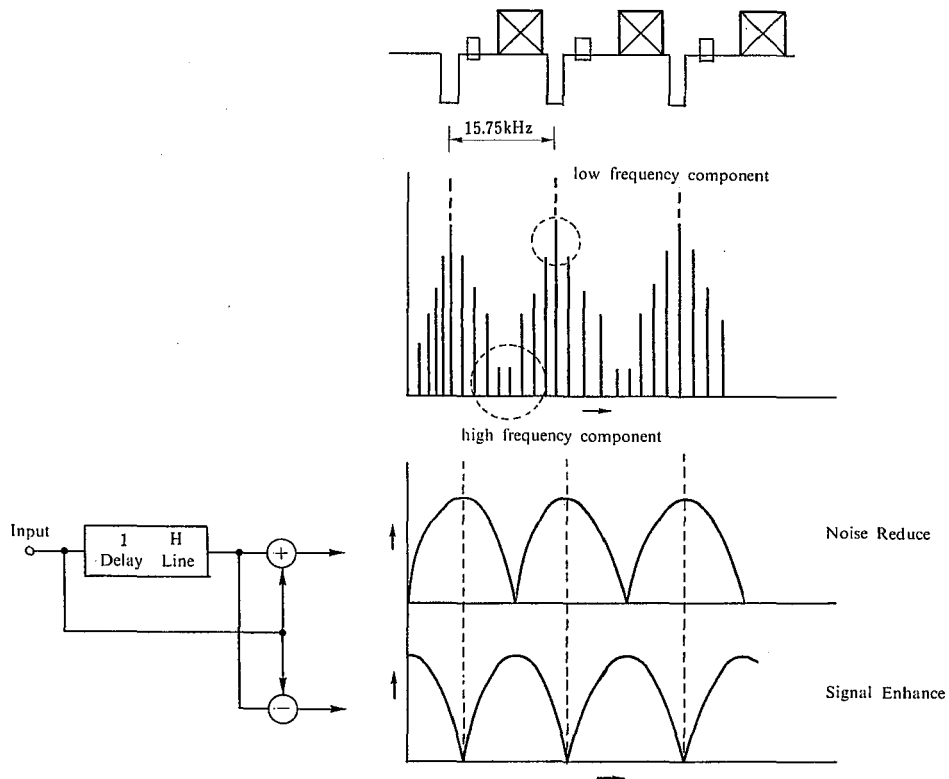 15.75kHz
low frequency component
high frequency component
Input
1 H
Delay Line
+
−
Noise Reduce
Signal Enhance